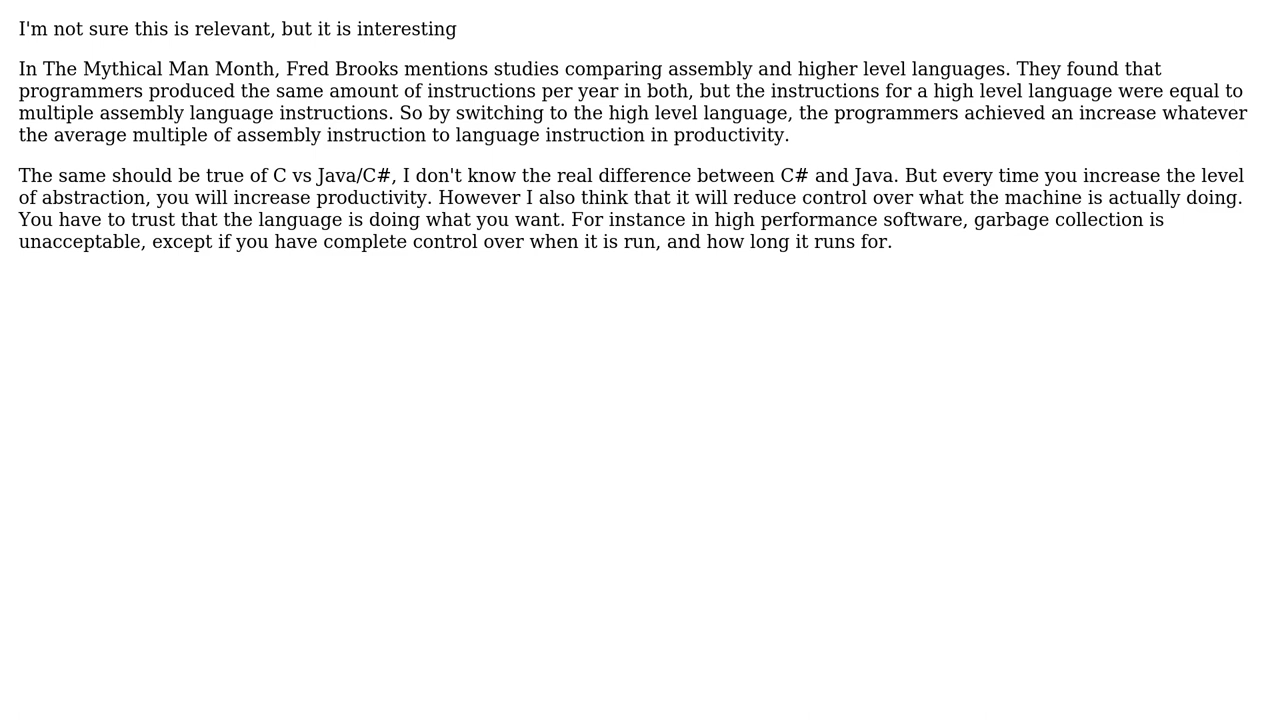 I'm not sure this is relevant, but it is interesting
In The Mythical Man Month, Fred Brooks mentions studies comparing assembly and higher level languages. They found that
programmers produced the same amount of instructions per year in both, but the instructions for a high level language were equal to
multiple assembly language instructions. So by switching to the high level language, the programmers achieved an increase whatever
the average multiple of assembly instruction to language instruction in productivity.
The same should be true of C vs Java/C#, I don't know the real difference between C# and Java. But every time you increase the level
of abstraction, you will increase productivity. However I also think that it will reduce control over what the machine is actually doing.
You have to trust that the language is doing what you want. For instance in high performance software, garbage collection is
unacceptable, except if you have complete control over when it is run, and how long it runs for.